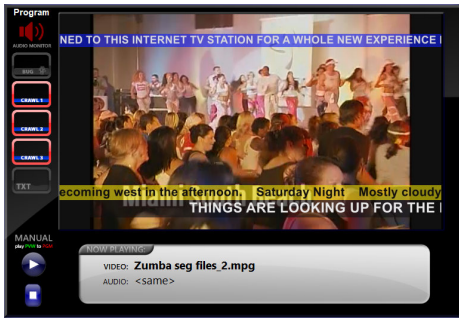 Program
AUDIO MONITOR
BUG
CRAWL 1
CRAWL 2
CRAWL 3
TXT
NED TO THIS INTERNET TV STATION FOR A WHOLE NEW EXPERIENCE
ecoming west in the afternoon. Saturday Night Mostly cloudy
THINGS ARE LOOKING UP FOR THE
MANUAL
play PVW to PGM
NOW PLAYING:
VIDEO: Zumba seg files_2.mpg
AUDIO: <same>